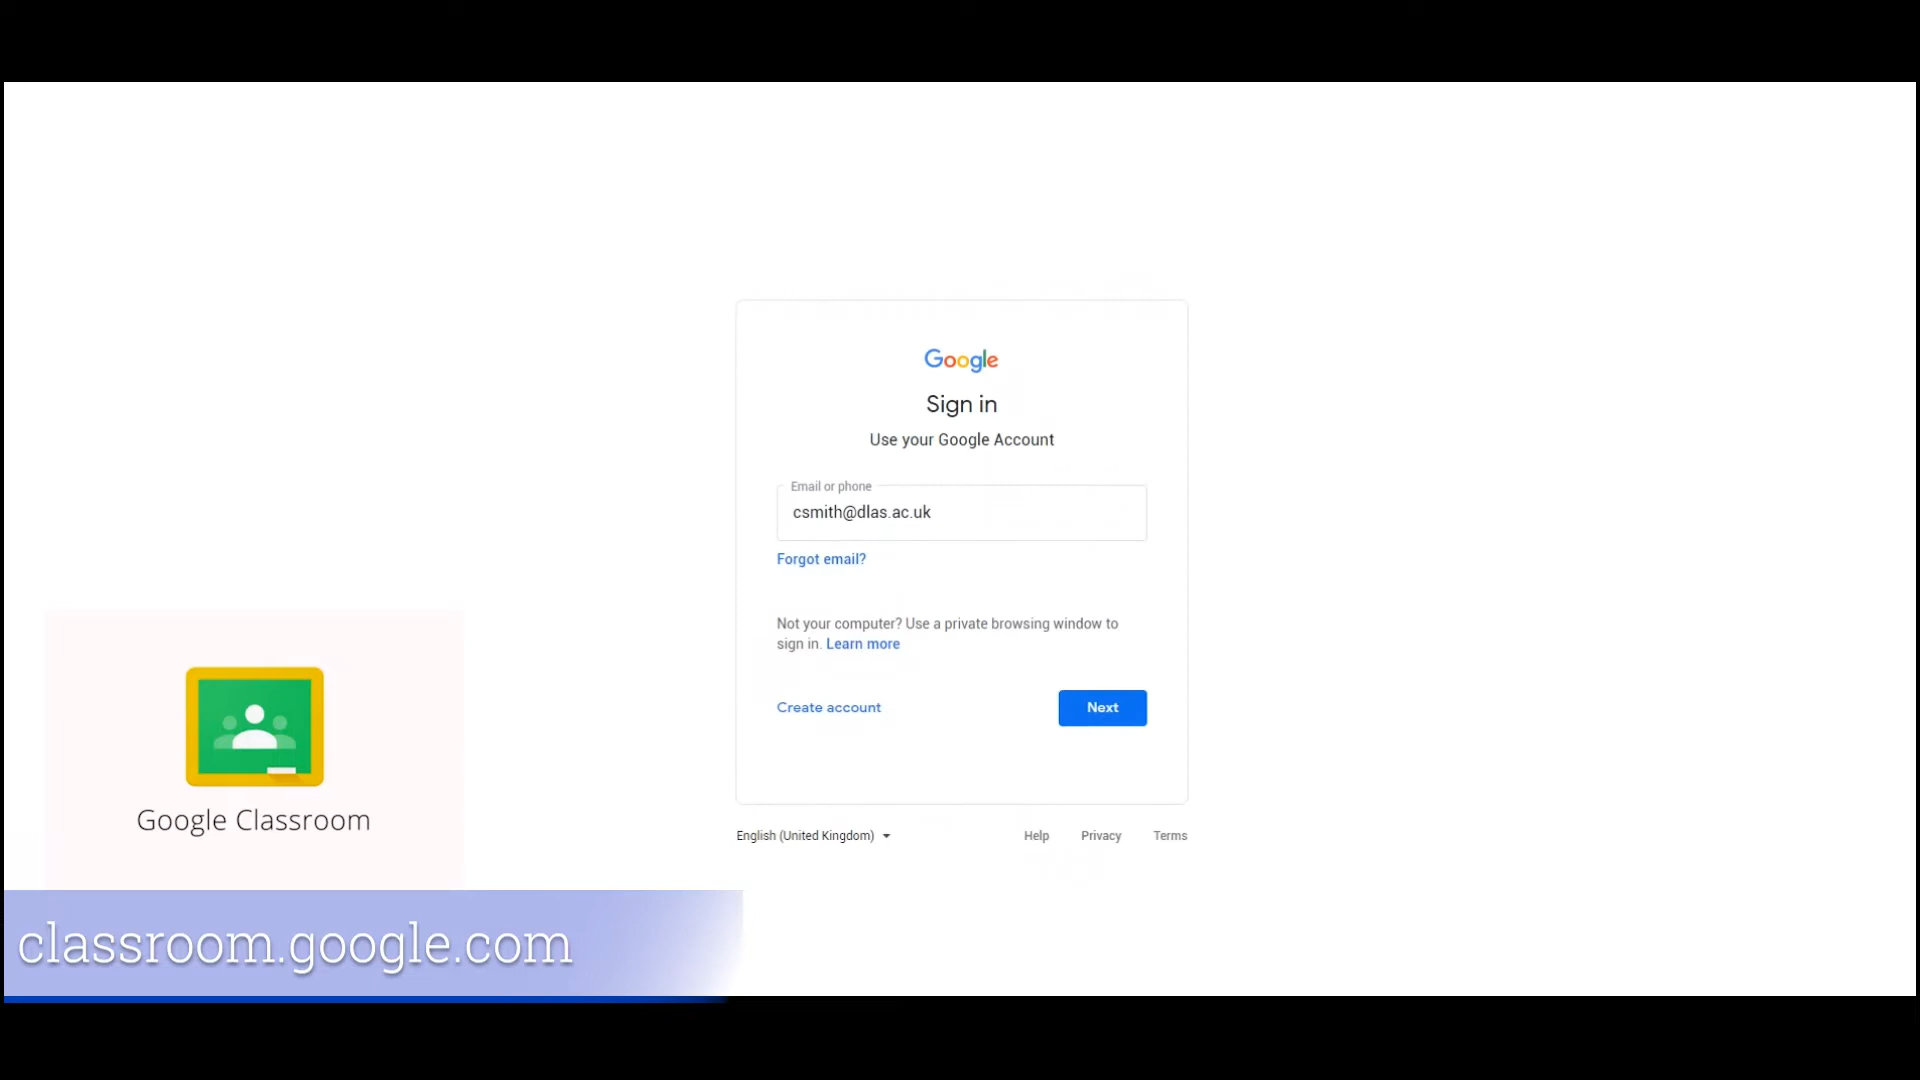 Google
Sign in
Use your Google Account
Email or phone
csmith@dlas.ac.uk
Forgot email?
Not your computer? Use a private browsing window to
sign in. Learn more
Create account
Next
English (United Kingdom)
Help Privacy Terms
Google Classroom
classroom.google.com